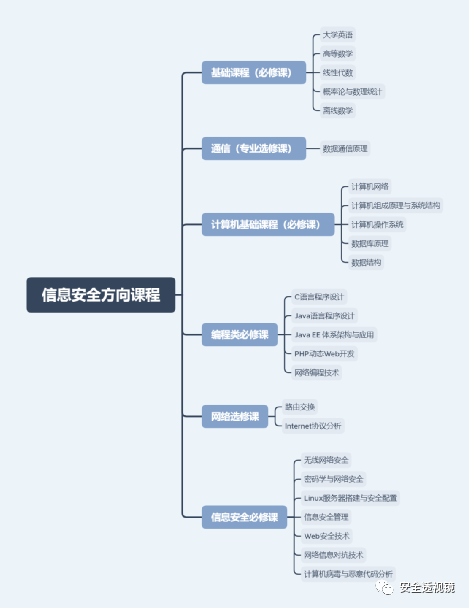 基础课程（必修课）
大学英语
高等数学
线性代数
概率论与数理统计
离线数学
通信（专业选修课）
数据通信原理
计算机基础课程（必修课）
计算机网络
计算机组成原理与系统结构
计算机操作系统
数据库原理
数据结构
信息安全方向课程
编程类必修课
C语言程序设计
Java语言程序设计
Java EE 体系架构与应用
PHP动态Web开发
网络编程技术
网络选修课
路由交换
Internet协议分析
信息安全必修课
无线网络安全
密码学与网络安全
Linux服务器搭建与安全配置
信息安全管理
Web安全技术
网络信息对抗技术
计算机病毒与恶意代码分析
安全透视镜